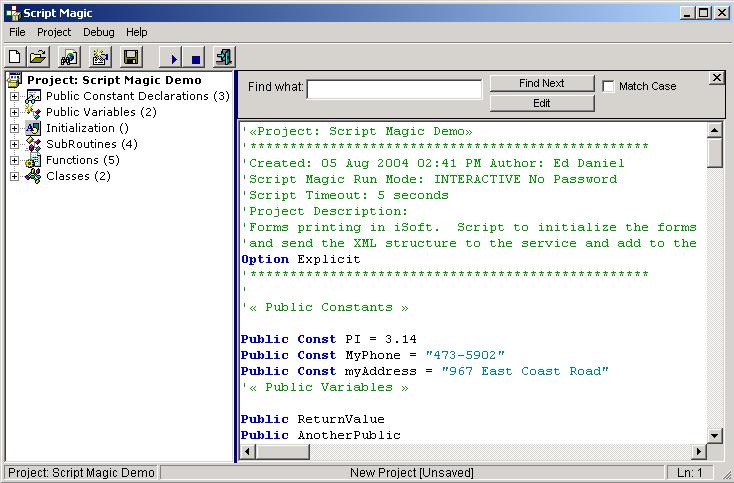 Script Magic
File Project Debug Help
Project: Script Magic Demo
Public Constant Declarations (3)
Public Variables (2)
Initialization ()
SubRoutines (4)
Functions (5)
Classes (2)
Find what:
Find Next
Match Case
Edit
'«Project: Script Magic Demo»
'**************************************************
'Created: 05 Aug 2004 02:41 PM Author: Ed Daniel
'Script Magic Run Mode: INTERACTIVE No Password
'Script Timeout: 5 seconds
'Project Description:
'Forms printing in iSoft.  Script to initialize the forms
'and send the XML structure to the service and add to the
Option Explicit
'**************************************************
'
'« Public Constants »
Public Const PI = 3.14
Public Const MyPhone = "473-5902"
Public Const myAddress = "967 East Coast Road"
'« Public Variables »
Public ReturnValue
Public AnotherPublic
Project: Script Magic Demo
New Project [Unsaved]
Ln: 1